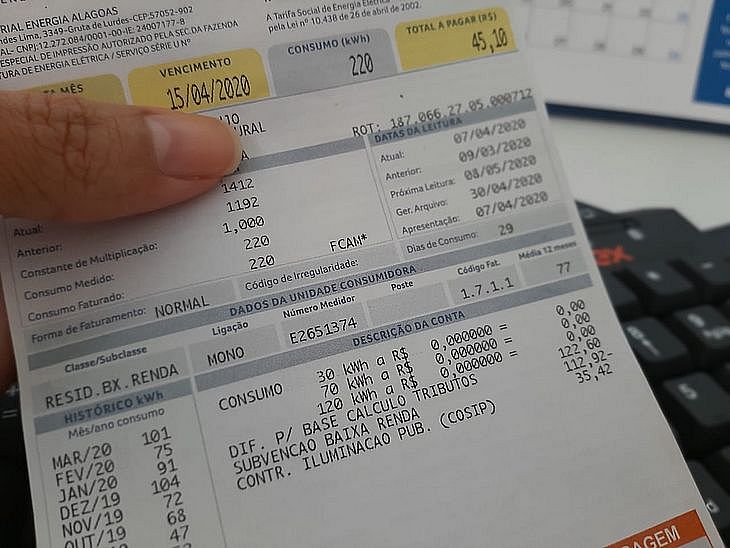 RIAL ENERGIA ALAGOAS
ndes Lima, 3349-Gruta de Lurdes-CEP:57052-902
AL- CNPJ:12.272.084/0001-00-IE: 24007177-8
ESPECIAL DE IMPRESSÃO AUTORIZADO PELA SEC.DA FAZENDA
TURA DE ENERGIA ELÉTRICA / SERVIÇO SÉRIE U Nº
A Tarifa Social de Energia Elétrica
pela Lei nº 10.438 de 26 de abril de 2002.
TA MÊS
VENCIMENTO
15/04/2020
CONSUMO (kWh)
220
TOTAL A PAGAR (R$)
45,10
URAL
ROT: 187.066.27.05.000712
DATAS DA LEITURA
Atual: 07/04/2020
Anterior: 09/03/2020
Próxima Leitura: 08/05/2020
Ger. Arquivo: 30/04/2020
Apresentação: 07/04/2020
Dias de Consumo: 29
Atual: 1412
Anterior: 1192
Constante de Multiplicação: 1,000
Consumo Medido: 220
Consumo Faturado: 220
FCAM*
Forma de Faturamento: NORMAL
Código de Irregularidade:
DADOS DA UNIDADE CONSUMIDORA
Classe/Subclasse
RESID.BX.RENDA
Ligação
MONO
Número Medidor
E2651374
Poste
Código Fat.
1.7.1.1
Média 12 meses
77
HISTÓRICO kWh
Mês/ano consumo
MAR/20 101
FEV/20 75
JAN/20 91
DEZ/19 104
NOV/19 72
OUT/19 68
47
DESCRIÇÃO DA CONTA
CONSUMO 30 kWh a R$ 0,000000 = 0,00
70 kWh a R$ 0,000000 = 0,00
120 kWh a R$ 0,000000 = 0,00
DIF. P/ BASE CALCULO TRIBUTOS 122,60
SUBVENCAO BAIXA RENDA 112,92-
CONTR. ILUMINACAO PUB. (COSIP) 35,42